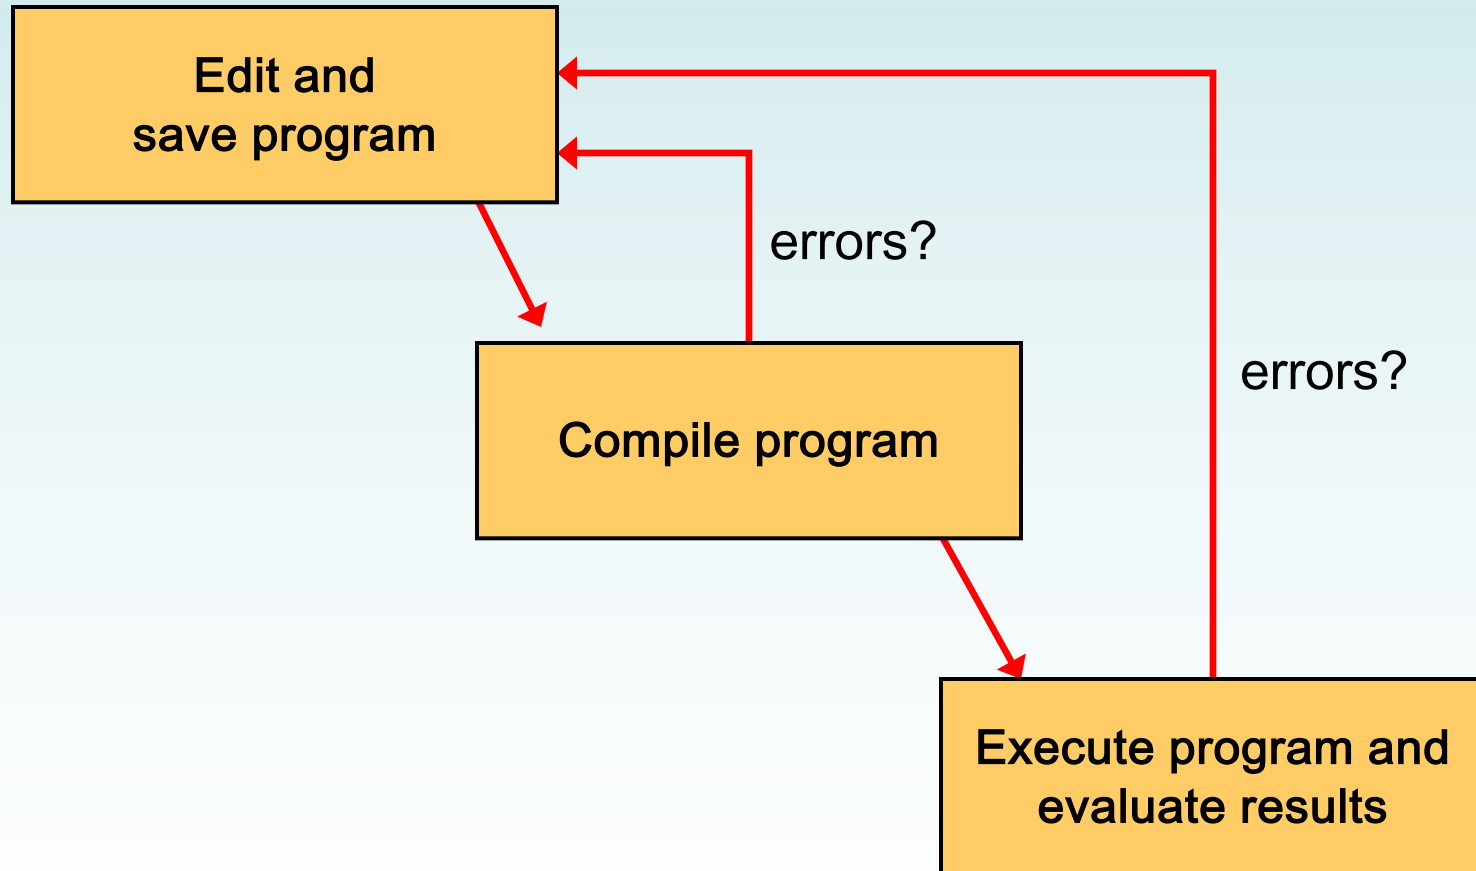 Edit and
save program
errors?
errors?
Compile program
Execute program and
evaluate results